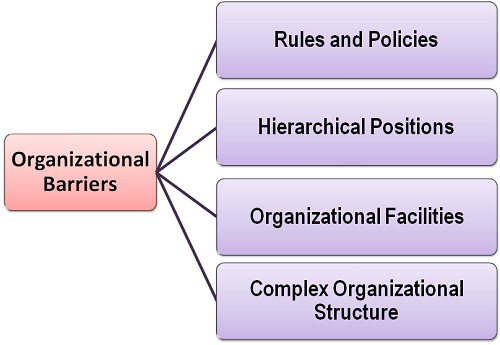 Organizational
Barriers
Rules and Policies
Hierarchical Positions
Organizational Facilities
Complex Organizational
Structure